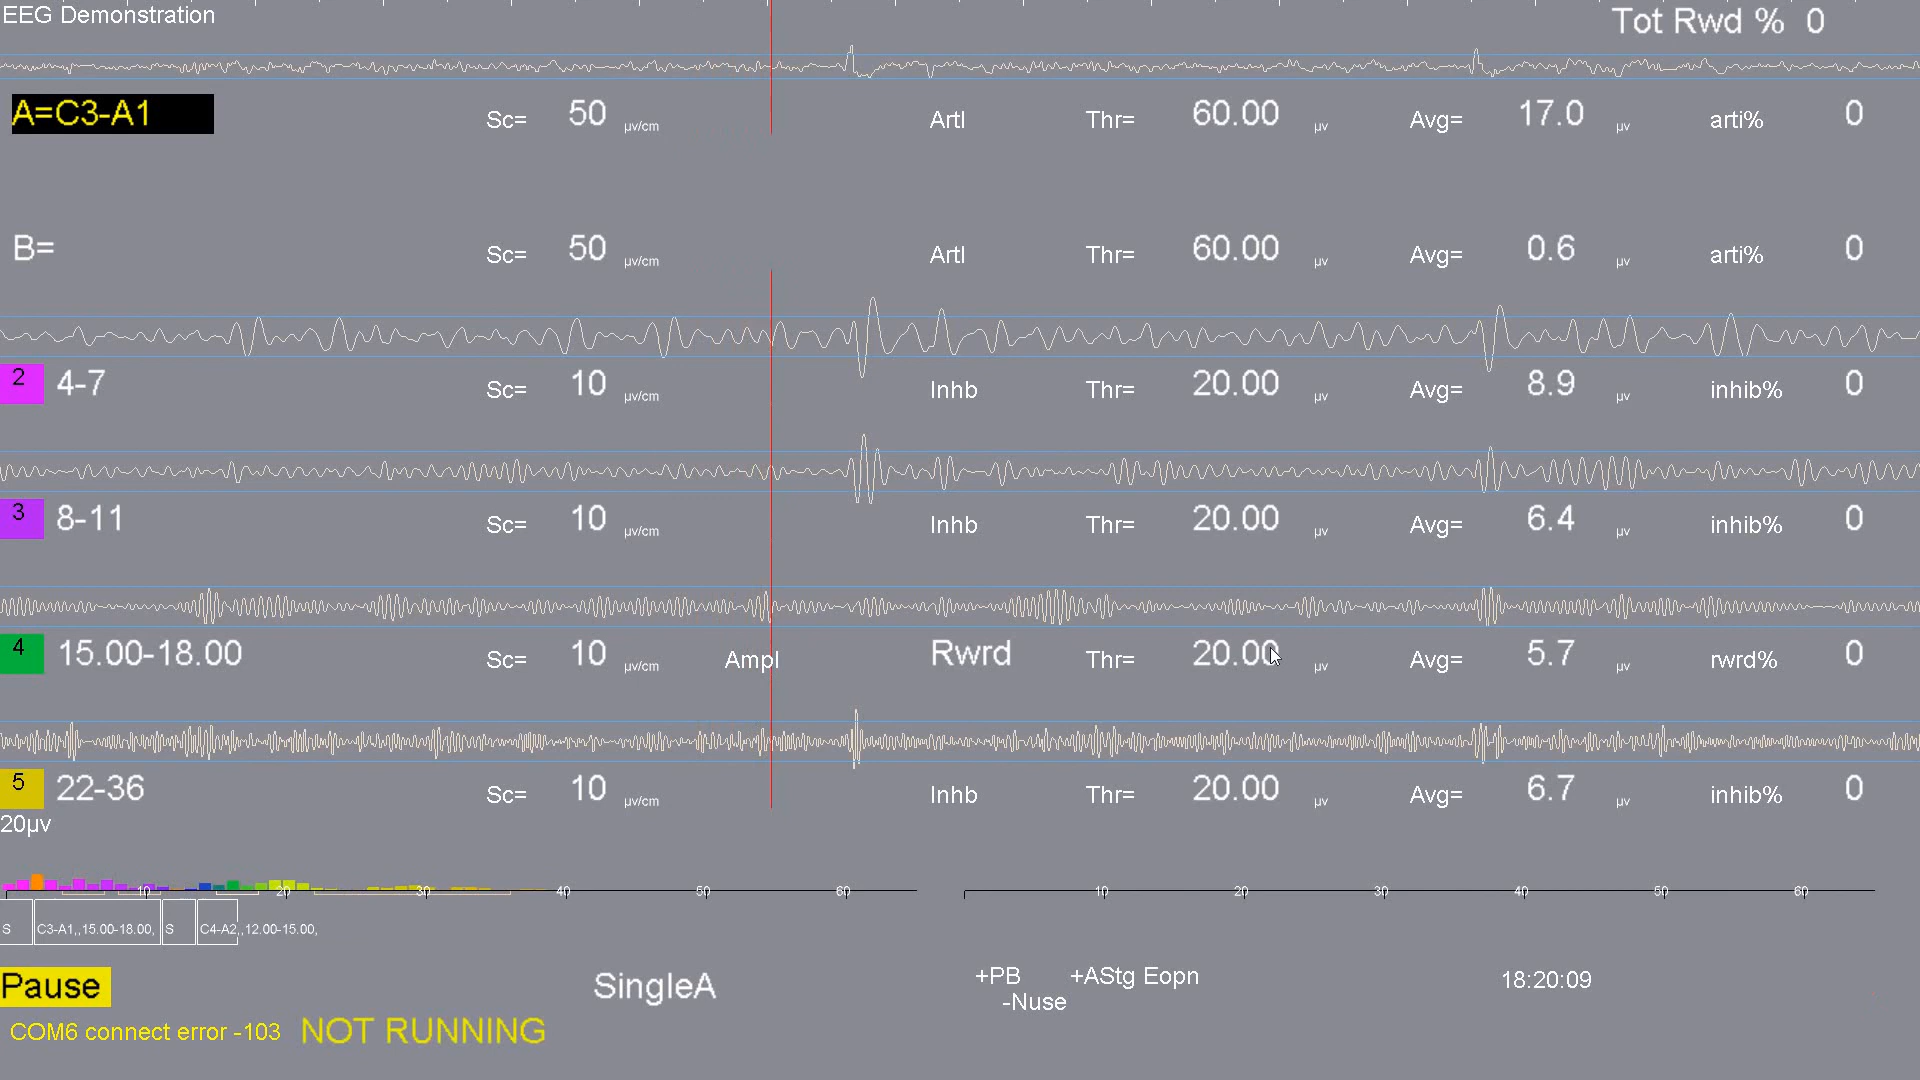 EEG Demonstration Tot Rwd % 0
A=C3-A1 Sc= 50 µv/cm Artl Thr= 60.00 µv Avg= 17.0 µv arti% 0
B= Sc= 50 µv/cm Artl Thr= 60.00 µv Avg= 0.6 µv arti% 0
2 4-7 Sc= 10 µv/cm Inhb Thr= 20.00 µv Avg= 8.9 µv inhib% 0
3 8-11 Sc= 10 µv/cm Inhb Thr= 20.00 µv Avg= 6.4 µv inhib% 0
4 15.00-18.00 Sc= 10 µv/cm Ampl Rwrd Thr= 20.00 µv Avg= 5.7 µv rwrd% 0
5 22-36 Sc= 10 µv/cm Inhb Thr= 20.00 µv Avg= 6.7 µv inhib% 0
20µv
10 20 30 40 50 60 10 20 30 40 50 60
S C3-A1,,15.00-18.00, S C4-A2,,12.00-15.00,
Pause SingleA +PB +AStg Eopn 18:20:09
-Nuse
COM6 connect error -103 NOT RUNNING